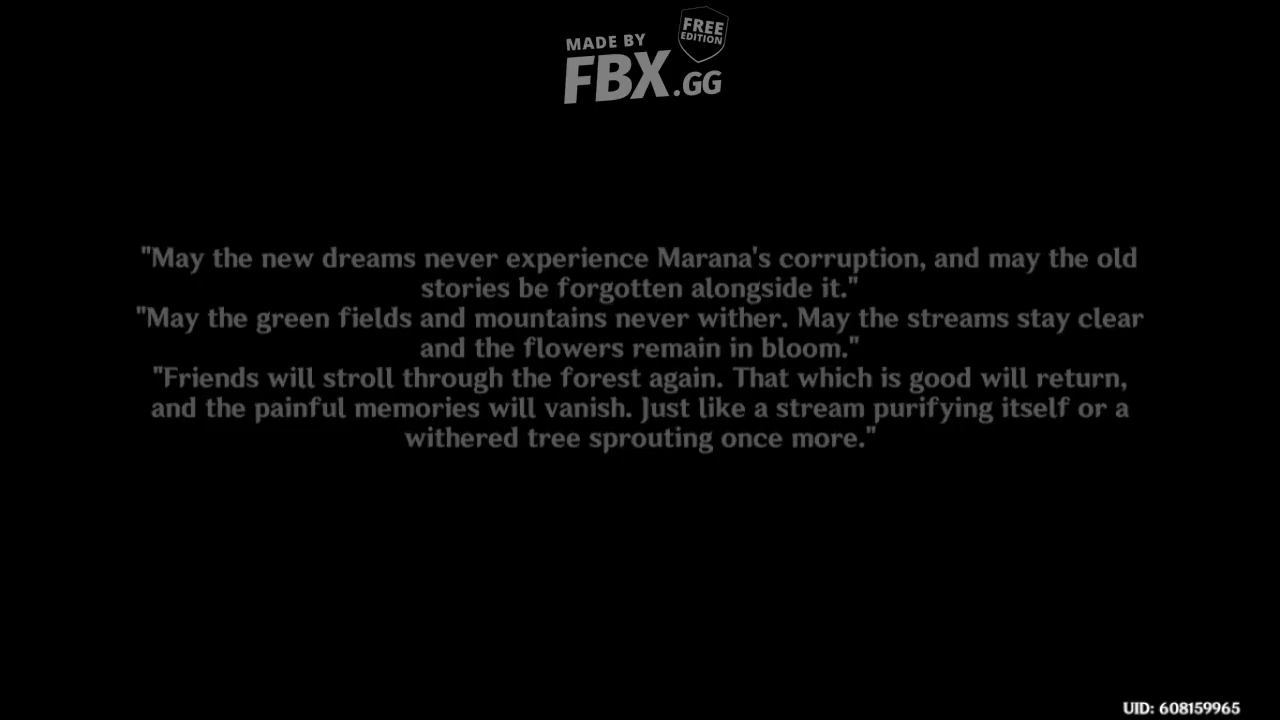 MADE BY
FREE
EDITION
FBX.GG
"May the new dreams never experience Marana's corruption, and may the old
stories be forgotten alongside it."
"May the green fields and mountains never wither. May the streams stay clear
and the flowers remain in bloom."
"Friends will stroll through the forest again. That which is good will return,
and the painful memories will vanish. Just like a stream purifying itself or a
withered tree sprouting once more."
UID: 608159965